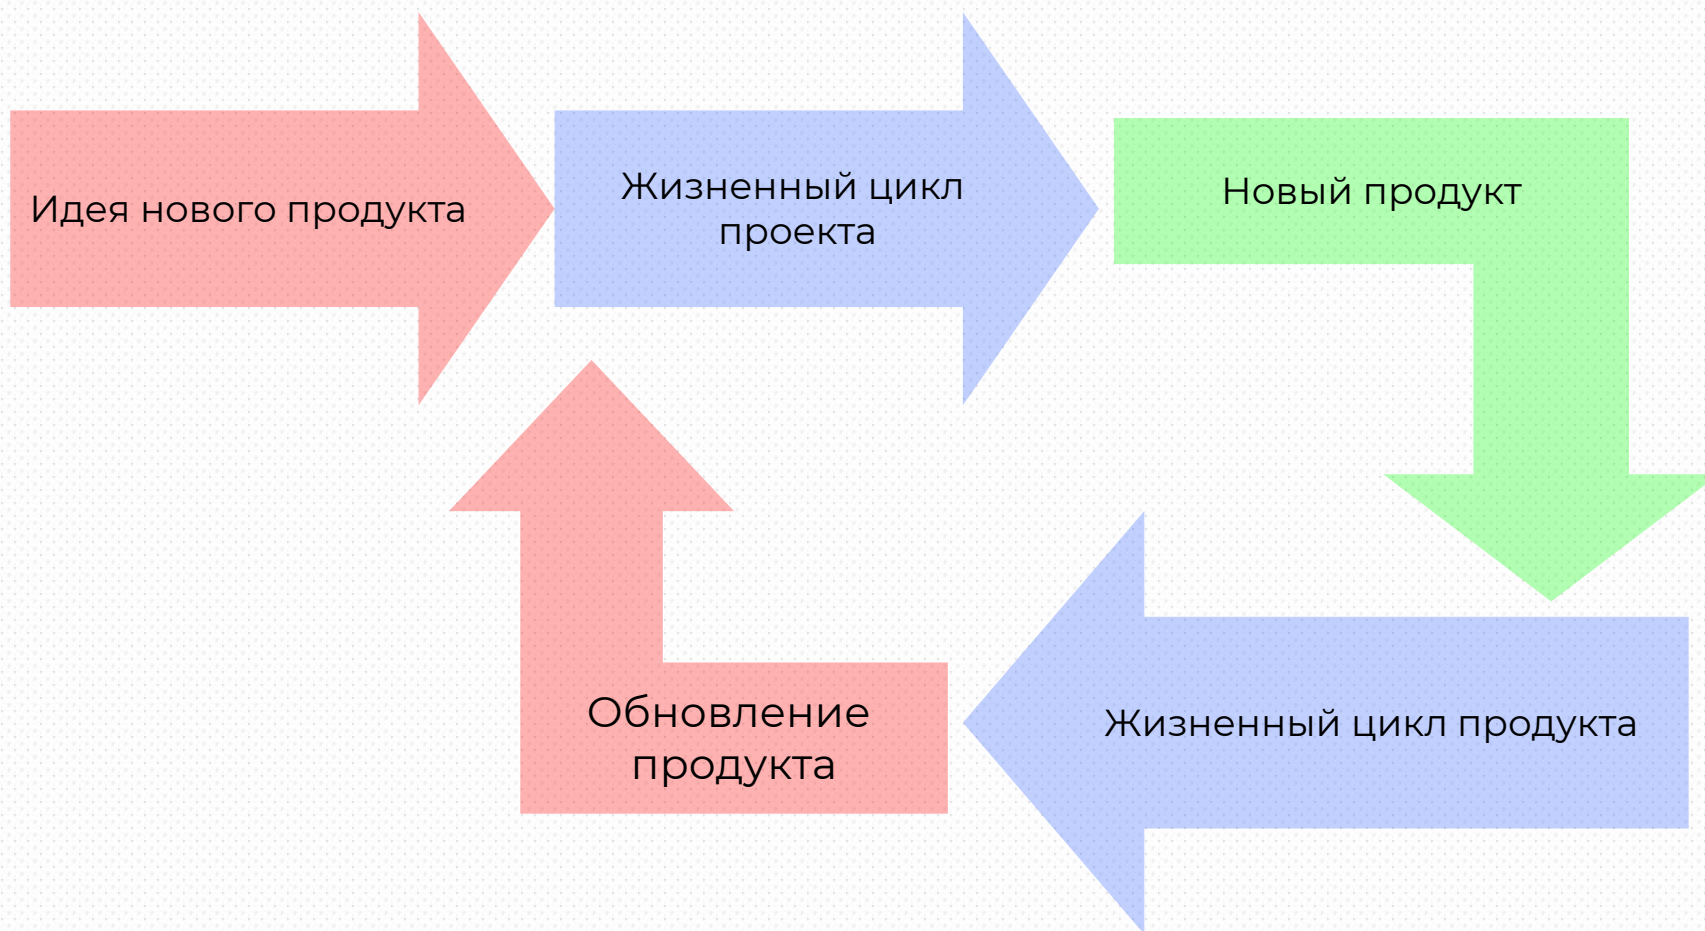 Идея нового продукта
Жизненный цикл
проекта
Новый продукт
Жизненный цикл продукта
Обновление
продукта